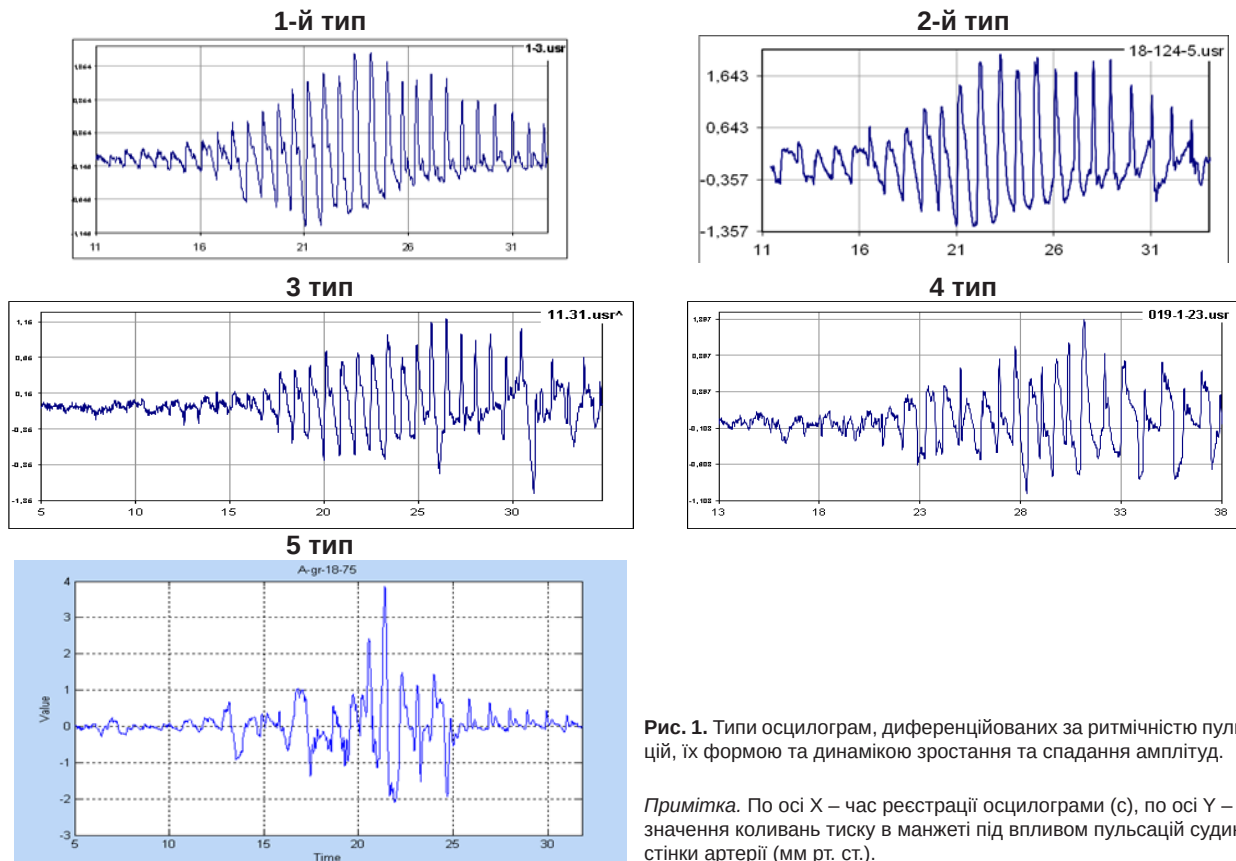 1-й тип
2-й тип
1-3.usr
11
16
21
26
31
18-124-5.usr
1,643
0,643
-0,357
-1,357
11
16
21
26
31
3 тип
4 тип
11.31.usr^
1,16
0,16
5
10
15
20
25
30
019-1-23.usr
13
18
23
28
33
38
5 тип
A-gr-18-75
Value
4
3
2
1
0
-1
-2
-3
5
10
15
20
25
30
Time
Рис. 1. Типи осцилограм, диференційованих за ритмічністю пуль
цій, їх формою та динамікою зростання та спадання амплітуд.
Примітка. По осі X – час реєстрації осцилограми (с), по осі Y –
значення коливань тиску в манжеті під впливом пульсацій судин
стінки артерії (мм рт. ст.).